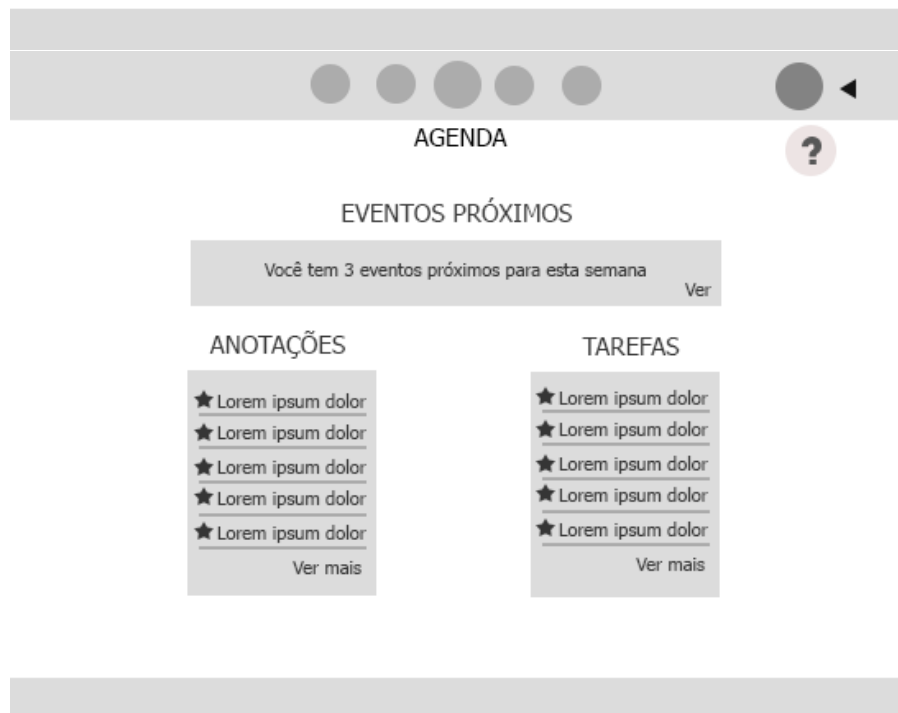 AGENDA
?
EVENTOS PRÓXIMOS
Você tem 3 eventos próximos para esta semana
Ver
ANOTAÇÕES
Lorem ipsum dolor
Lorem ipsum dolor
Lorem ipsum dolor
Lorem ipsum dolor
Lorem ipsum dolor
Ver mais
TAREFAS
Lorem ipsum dolor
Lorem ipsum dolor
Lorem ipsum dolor
Lorem ipsum dolor
Lorem ipsum dolor
Ver mais